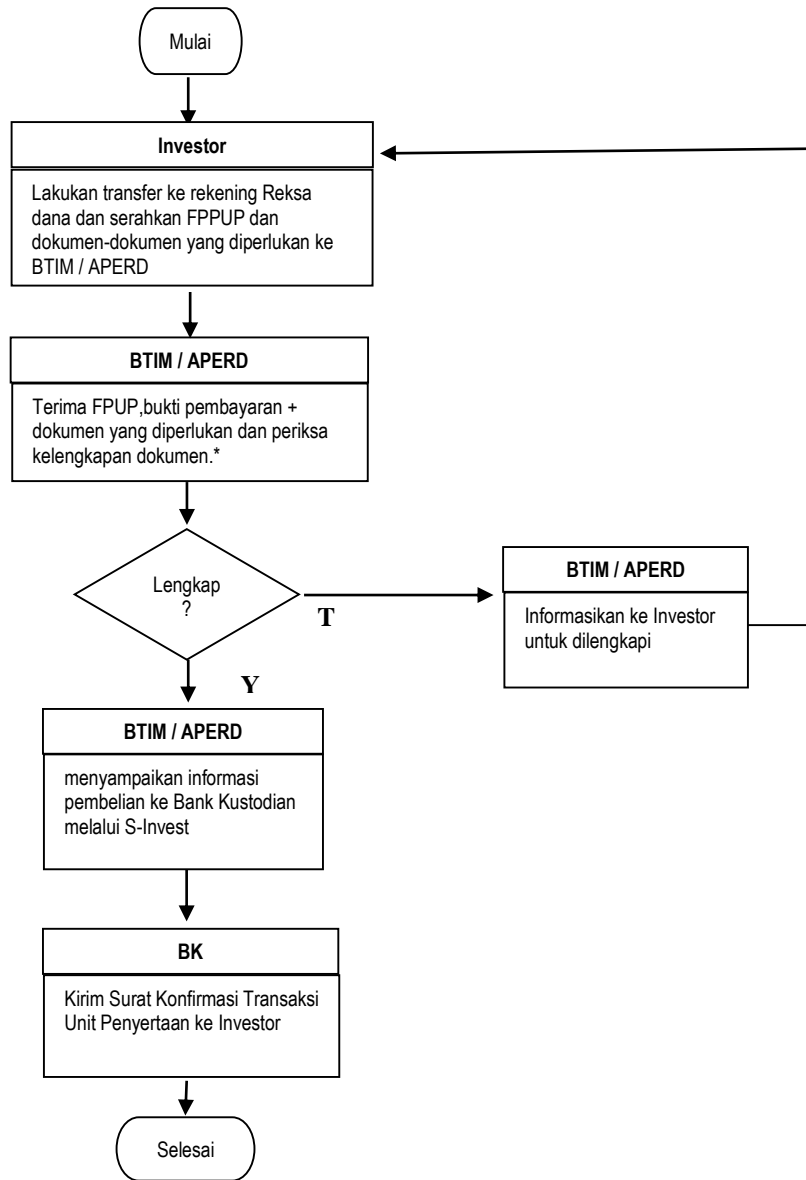 Mulai
Investor
Lakukan transfer ke rekening Reksa
dana dan serahkan FPPUP dan
dokumen-dokumen yang diperlukan ke
BTIM / APERD
BTIM / APERD
Terima FPUP,bukti pembayaran +
dokumen yang diperlukan dan periksa
kelengkapan dokumen.*
Lengkap
?
T
BTIM / APERD
Informasikan ke Investor
untuk dilengkapi
Y
BTIM / APERD
menyampaikan informasi
pembelian ke Bank Kustodian
melalui S-Invest
BK
Kirim Surat Konfirmasi Transaksi
Unit Penyertaan ke Investor
Selesai